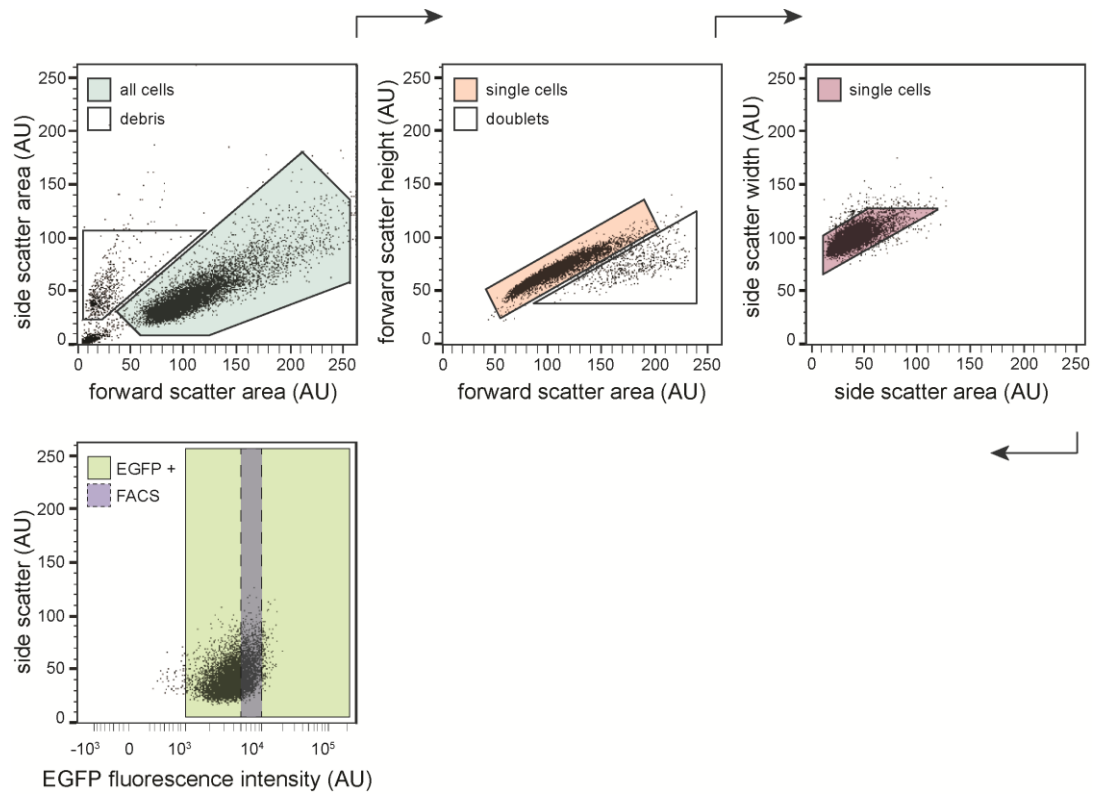 all cells
debris
side scatter area (AU)
250
200
150
100
50
0
0 50 100 150 200 250
forward scatter area (AU)
single cells
doublets
forward scatter height (AU)
250
200
150
100
50
0
0 50 100 150 200 250
forward scatter area (AU)
single cells
side scatter width (AU)
250
200
150
100
50
0
0 50 100 150 200 250
side scatter area (AU)
EGFP +
FACS
side scatter (AU)
250
200
150
100
50
0
-10³ 0 10³ 10⁴ 10⁵
EGFP fluorescence intensity (AU)